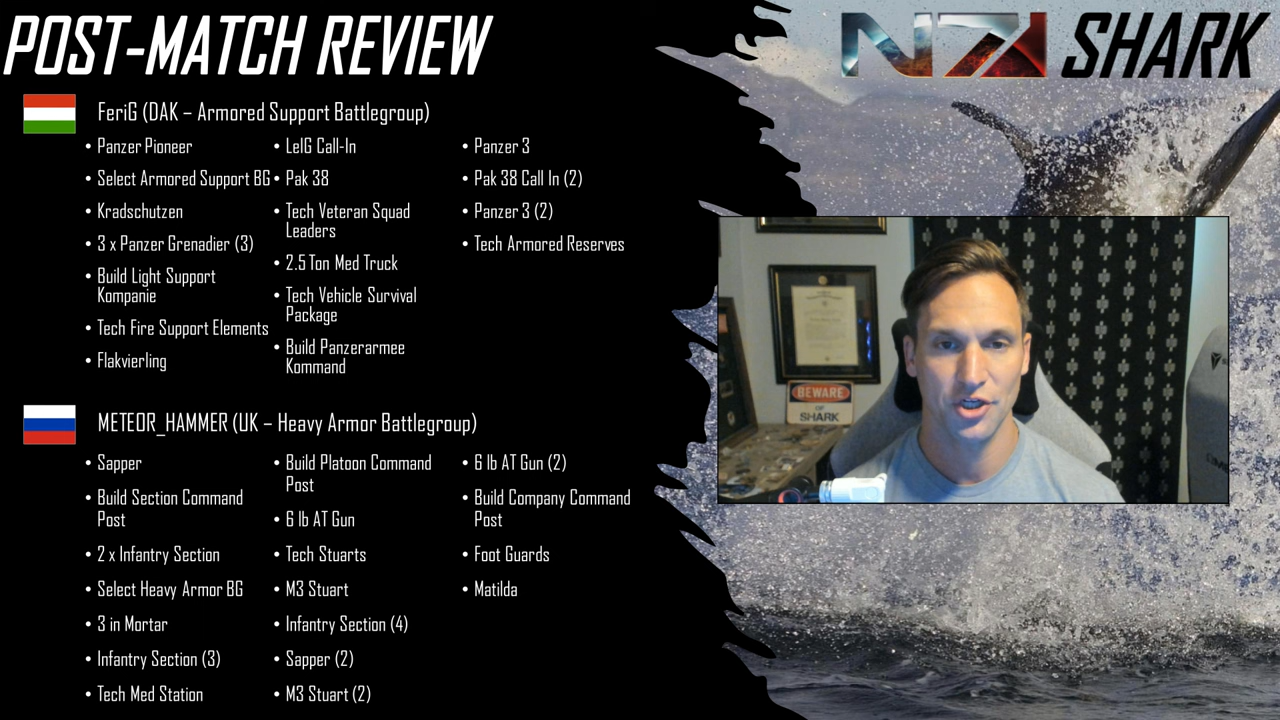 POST-MATCH REVIEW
N7 SHARK
FeriG (DAK – Armored Support Battlegroup)
• Panzer Pioneer
• Select Armored Support BG
• Kradschutzen
• 3 x Panzer Grenadier (3)
• Build Light Support
Kompanie
• Tech Fire Support Elements
• Flakvierling
• LeIG Call-In
• Pak 38
• Tech Veteran Squad
Leaders
• 2.5 Ton Med Truck
• Tech Vehicle Survival
Package
• Build Panzerarmee
Kommand
• Panzer 3
• Pak 38 Call In (2)
• Panzer 3 (2)
• Tech Armored Reserves
BEWARE
OF
SHARK
METEOR_HAMMER (UK – Heavy Armor Battlegroup)
• Sapper
• Build Section Command
Post
• 2 x Infantry Section
• Select Heavy Armor BG
• 3 in Mortar
• Infantry Section (3)
• Tech Med Station
• Build Platoon Command
Post
• 6 lb AT Gun
• Tech Stuarts
• M3 Stuart
• Infantry Section (4)
• Sapper (2)
• M3 Stuart (2)
• 6 lb AT Gun (2)
• Build Company Command
Post
• Foot Guards
• Matilda